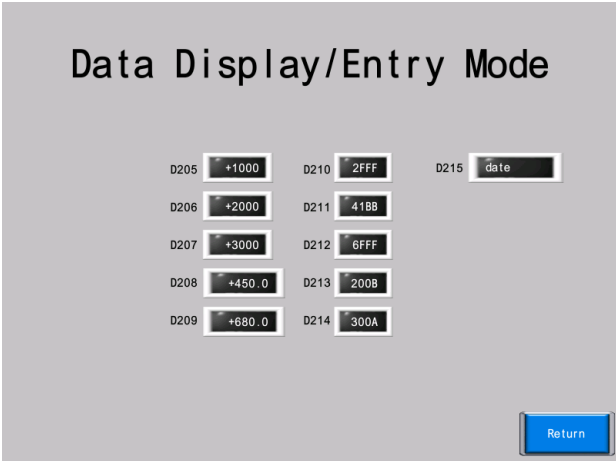 Data Display/Entry Mode
D205 +1000 D210 2FFF D215 date
D206 +2000 D211 41BB
D207 +3000 D212 6FFF
D208 +450.0 D213 200B
D209 +680.0 D214 300A
Return